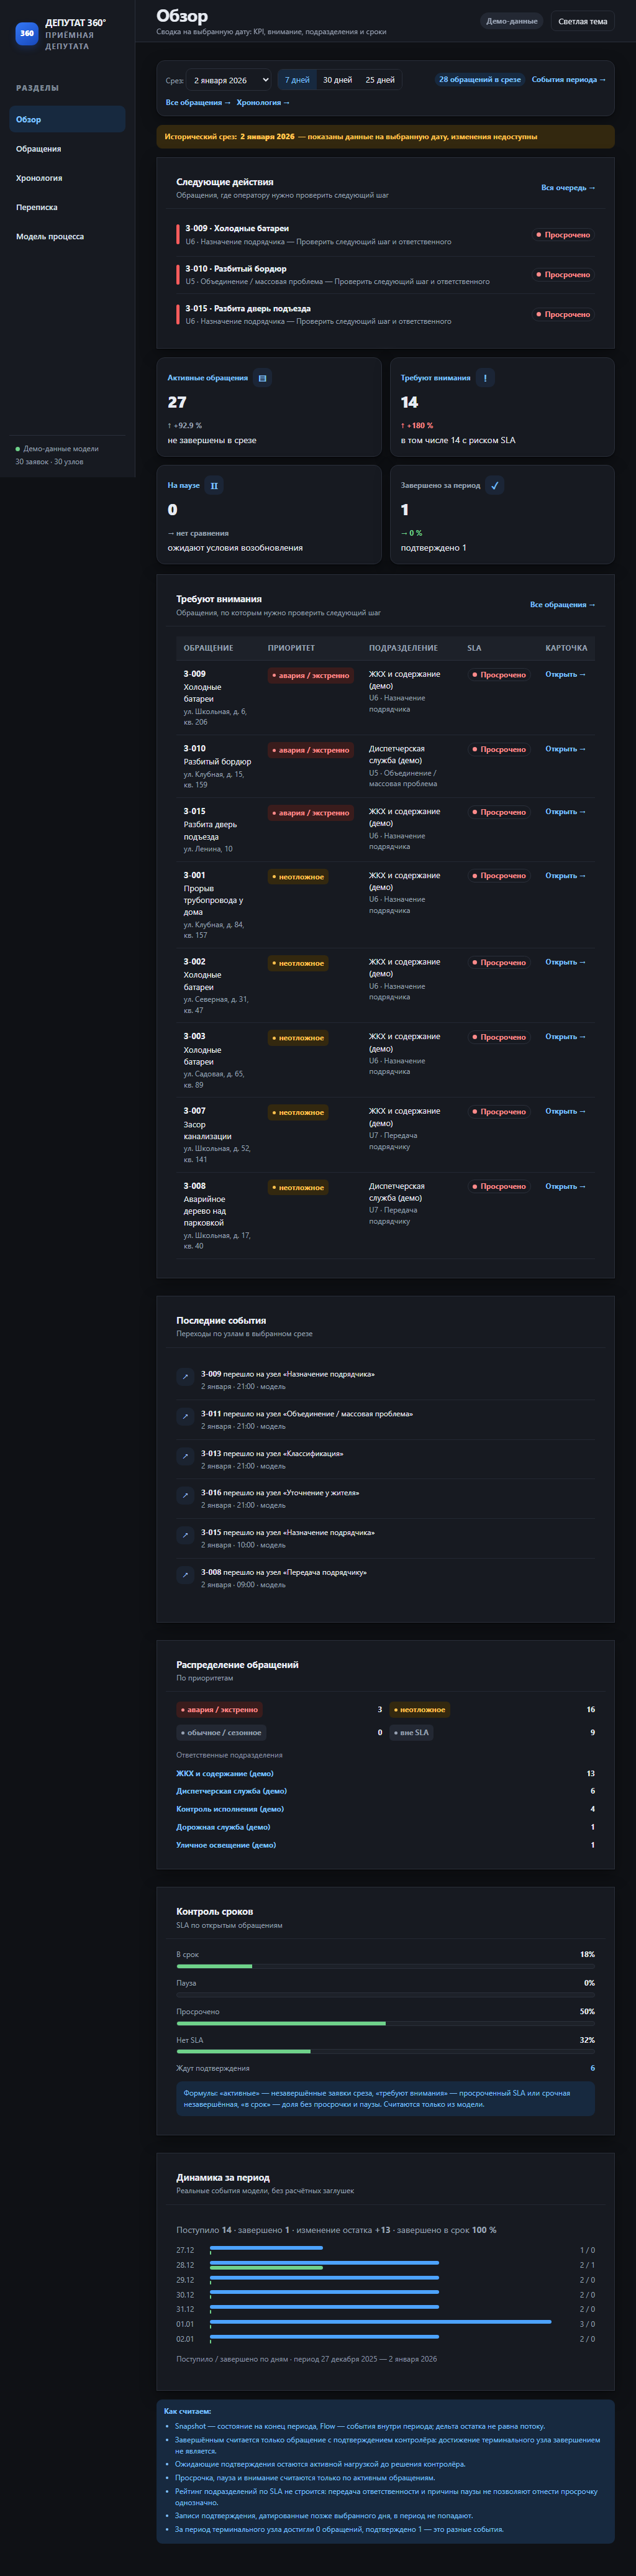 360
ДЕПУТАТ 360°
ПРИЁМНАЯ
ДЕПУТАТА
РАЗДЕЛЫ
Обзор
Обращения
Хронология
Переписка
Модель процесса
Демо-данные модели
30 заявок · 30 узлов
Обзор
Сводка на выбранную дату: KPI, внимание, подразделения и сроки
Демо-данные
Светлая тема
Срез:
2 января 2026
7 дней
30 дней
25 дней
28 обращений в срезе
События периода →
Все обращения →
Хронология →
Исторический срез: 2 января 2026 — показаны данные на выбранную дату, изменения недоступны
Следующие действия
Обращения, где оператору нужно проверить следующий шаг
Вся очередь →
3-009 · Холодные батареи
U6 · Назначение подрядчика — Проверить следующий шаг и ответственного
Просрочено
3-010 · Разбитый бордюр
U5 · Объединение / массовая проблема — Проверить следующий шаг и ответственного
Просрочено
3-015 · Разбита дверь подъезда
U6 · Назначение подрядчика — Проверить следующий шаг и ответственного
Просрочено
Активные обращения
27
↑ +92.9 %
не завершены в срезе
Требуют внимания
!
14
↑ +180 %
в том числе 14 с риском SLA
На паузе
0
→ нет сравнения
ожидают условия возобновления
Завершено за период
✓
1
→ 0 %
подтверждено 1
Требуют внимания
Обращения, по которым нужно проверить следующий шаг
Все обращения →
ОБРАЩЕНИЕ ПРИОРИТЕТ ПОДРАЗДЕЛЕНИЕ SLA КАРТОЧКА
3-009
Холодные
батареи
ул. Школьная, д. 6,
кв. 206
авария / экстренно
ЖКХ и содержание
(демо)
U6 · Назначение
подрядчика
Просрочено
Открыть →
3-010
Разбитый бордюр
ул. Клубная, д. 15,
кв. 159
авария / экстренно
Диспетчерская
служба (демо)
U5 · Объединение /
массовая проблема
Просрочено
Открыть →
3-015
Разбита дверь
подъезда
ул. Ленина, 10
авария / экстренно
ЖКХ и содержание
(демо)
U6 · Назначение
подрядчика
Просрочено
Открыть →
3-001
Прорыв
трубопровода у
дома
ул. Клубная, д. 84,
кв. 157
неотложное
ЖКХ и содержание
(демо)
U6 · Назначение
подрядчика
Просрочено
Открыть →
3-002
Холодные
батареи
ул. Северная, д. 31,
кв. 47
неотложное
ЖКХ и содержание
(демо)
U6 · Назначение
подрядчика
Просрочено
Открыть →
3-003
Холодные
батареи
ул. Садовая, д. 65,
кв. 89
неотложное
ЖКХ и содержание
(демо)
U6 · Назначение
подрядчика
Просрочено
Открыть →
3-007
Засор
канализации
ул. Школьная, д. 52,
кв. 141
неотложное
ЖКХ и содержание
(демо)
U7 · Передача
подрядчику
Просрочено
Открыть →
3-008
Аварийное
дерево над
парковкой
ул. Школьная, д. 17,
кв. 40
неотложное
Диспетчерская
служба (демо)
U7 · Передача
подрядчику
Просрочено
Открыть →
Последние события
Переходы по узлам в выбранном срезе
3-009 перешло на узел «Назначение подрядчика»
2 января · 21:00 · модель
3-011 перешло на узел «Объединение / массовая проблема»
2 января · 21:00 · модель
3-013 перешло на узел «Классификация»
2 января · 21:00 · модель
3-016 перешло на узел «Уточнение у жителя»
2 января · 21:00 · модель
3-015 перешло на узел «Назначение подрядчика»
2 января · 10:00 · модель
3-008 перешло на узел «Передача подрядчику»
2 января · 09:00 · модель
Распределение обращений
По приоритетам
авария / экстренно 3
неотложное 16
обычное / сезонное 0
вне SLA 9
Ответственные подразделения
ЖКХ и содержание (демо) 13
Диспетчерская служба (демо) 6
Контроль исполнения (демо) 4
Дорожная служба (демо) 1
Уличное освещение (демо) 1
Контроль сроков
SLA по открытым обращениям
В срок 18%
Пауза 0%
Просрочено 50%
Нет SLA 32%
Ждут подтверждения 6
Формулы: «активные» — незавершённые заявки среза, «требуют внимания» — просроченный SLA или срочная
незавершённая, «в срок» — доля без просрочки и паузы. Считаются только из модели.
Динамика за период
Реальные события модели, без расчётных заглушек
Поступило 14 · завершено 1 · изменение остатка +13 · завершено в срок 100 %
27.12 1 / 0
28.12 2 / 1
29.12 2 / 0
30.12 2 / 0
31.12 2 / 0
01.01 3 / 0
02.01 2 / 0
Поступило / завершено по дням · период 27 декабря 2025 — 2 января 2026
Как считаем:
• Snapshot — состояние на конец периода, Flow — события внутри периода; дельта остатка не равна потоку.
• Завершённым считается только обращение с подтверждением контролёра: достижение терминального узла завершением
не является.
• Ожидающие подтверждения остаются активной нагрузкой до решения контролёра.
• Просрочка, пауза и внимание считаются только по активным обращениям.
• Рейтинг подразделений по SLA не строится: передача ответственности и причины паузы не позволяют отнести просрочку
однозначно.
• Записи подтверждения, датированные позже выбранного дня, в период не попадают.
• За период терминального узла достигли 0 обращений, подтверждено 1 — это разные события.